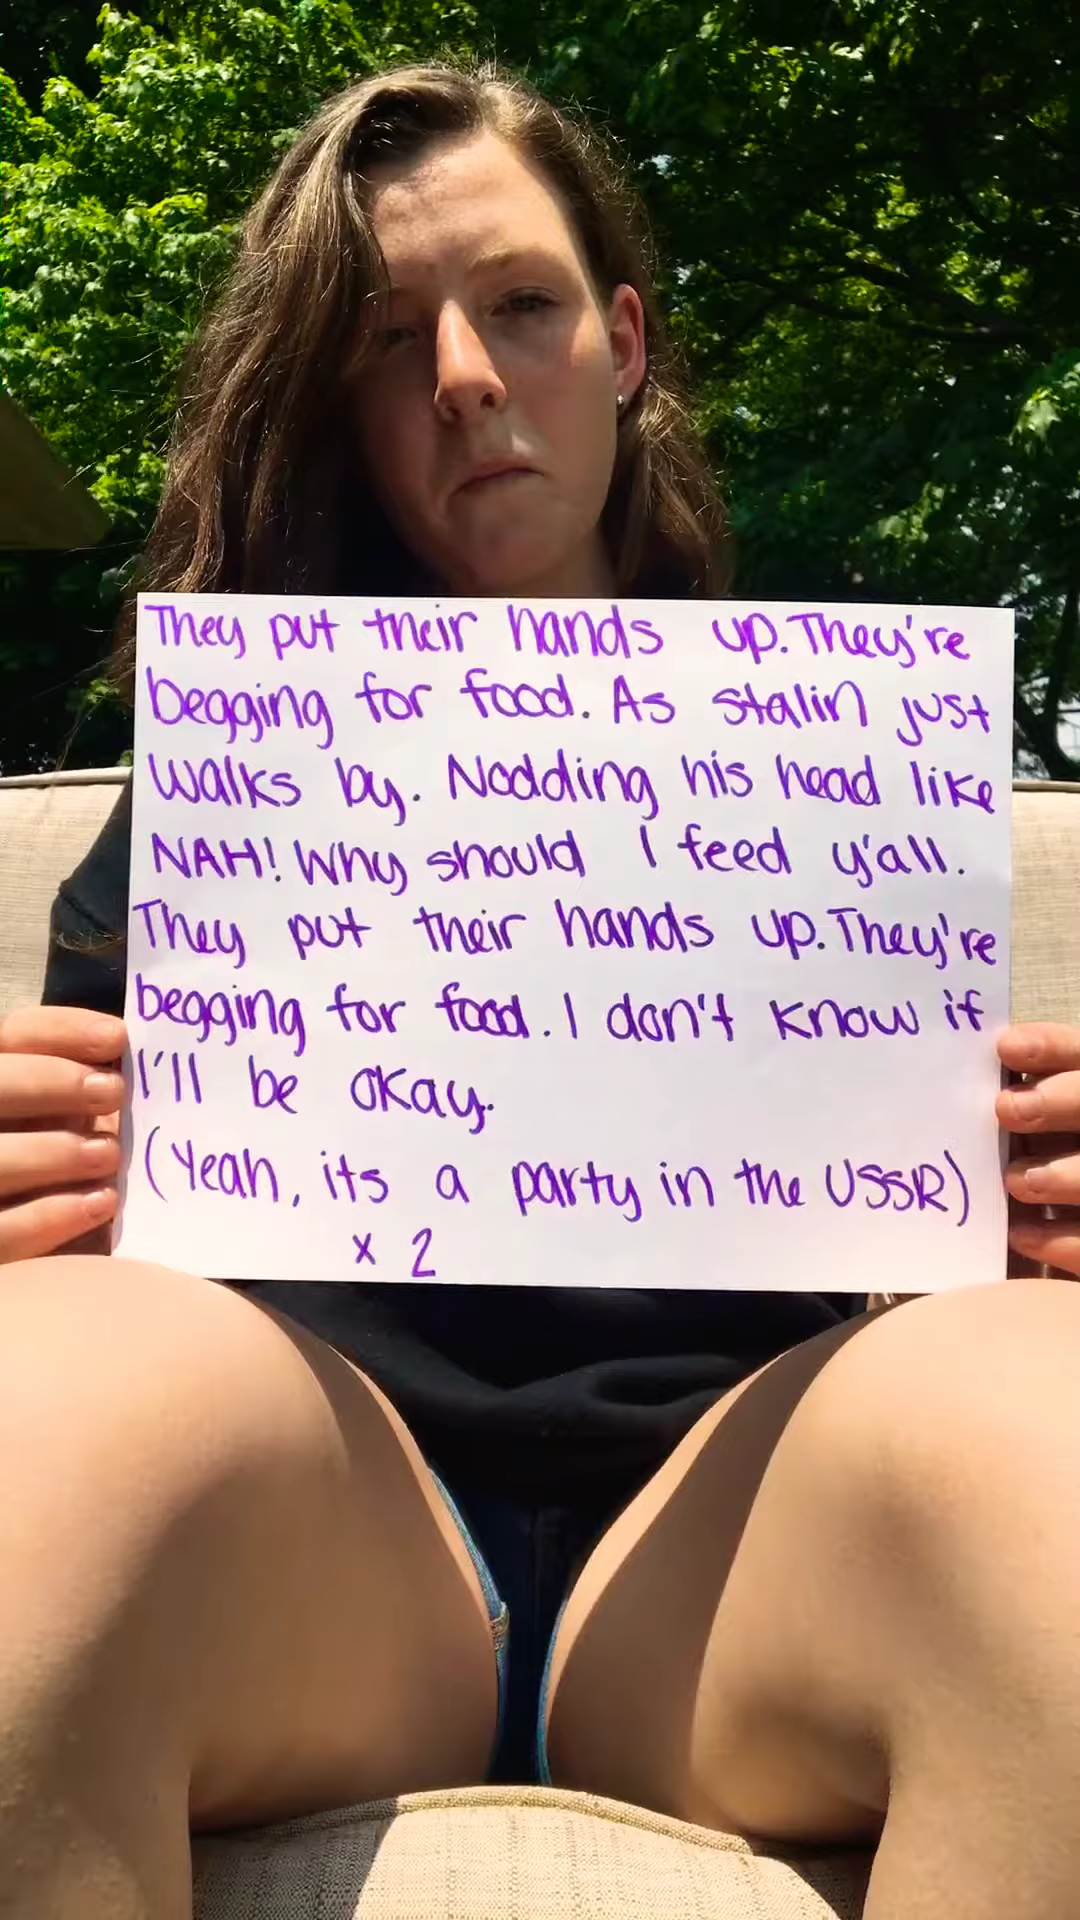 They put their hands up. They're
begging for food. As stalin just
walks by. Nodding his head like
NAH! Why should I feed y'all.
They put their hands up. They're
begging for food. I don't know if
I'll be okay.
(Yeah, its a party in the USSR)
x 2